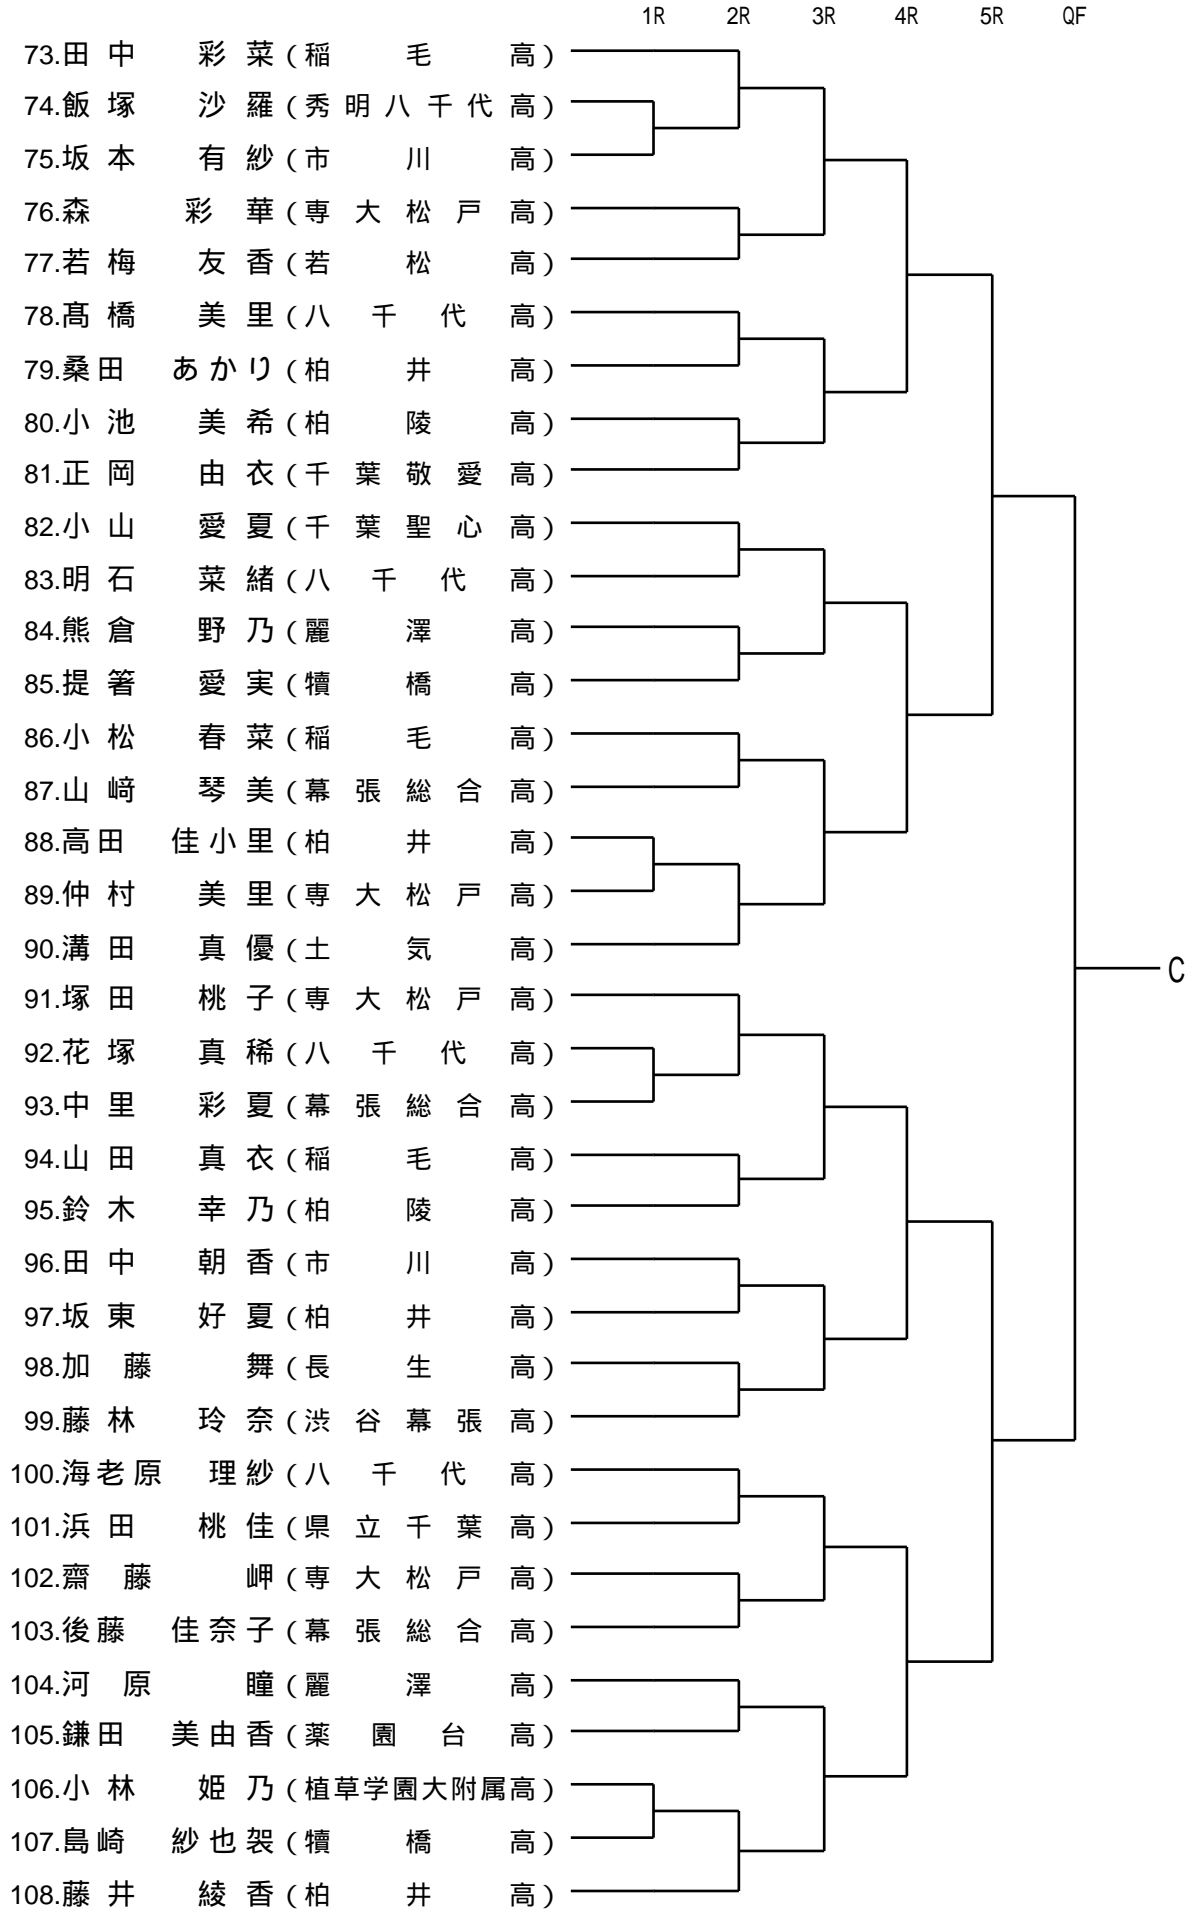 1R 2R 3R 4R 5R QF
73.田中 彩菜(稲毛高)
74.飯塚 沙羅(秀明八千代高)
75.坂本 有紗(市川高)
76.森 彩華(専大松戸高)
77.若梅 友香(若松高)
78.髙橋 美里(八千代高)
79.桑田 あかり(柏井高)
80.小池 美希(柏陵高)
81.正岡 由衣(千葉敬愛高)
82.小山 愛夏(千葉聖心高)
83.明石 菜緒(八千代高)
84.熊倉 野乃(麗澤高)
85.提箸 愛実(犢橋高)
86.小松 春菜(稲毛高)
87.山﨑 琴美(幕張総合高)
88.高田 佳小里(柏井高)
89.仲村 美里(専大松戸高)
90.溝田 真優(土気高)
C
91.塚田 桃子(専大松戸高)
92.花塚 真稀(八千代高)
93.中里 彩夏(幕張総合高)
94.山田 真衣(稲毛高)
95.鈴木 幸乃(柏陵高)
96.田中 朝香(市川高)
97.坂東 好夏(柏井高)
98.加藤 舞(長生高)
99.藤林 玲奈(渋谷幕張高)
100.海老原 理紗(八千代高)
101.浜田 桃佳(県立千葉高)
102.齋藤 岬(専大松戸高)
103.後藤 佳奈子(幕張総合高)
104.河原 瞳(麗澤高)
105.鎌田 美由香(薬園台高)
106.小林 姫乃(植草学園大附属高)
107.島崎 紗也袈(犢橋高)
108.藤井 綾香(柏井高)